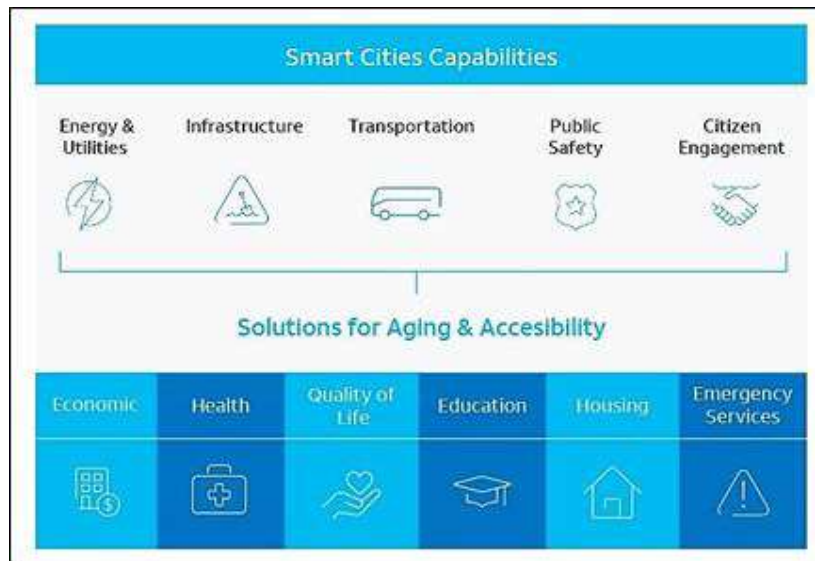 Smart Cities Capabilities
Energy &
Utilities
Infrastructure
Transportation
Public
Safety
Citizen
Engagement
Solutions for Aging & Accesibility
Economic
Health
Quality of
Life
Education
Housing
Emergency
Services
$